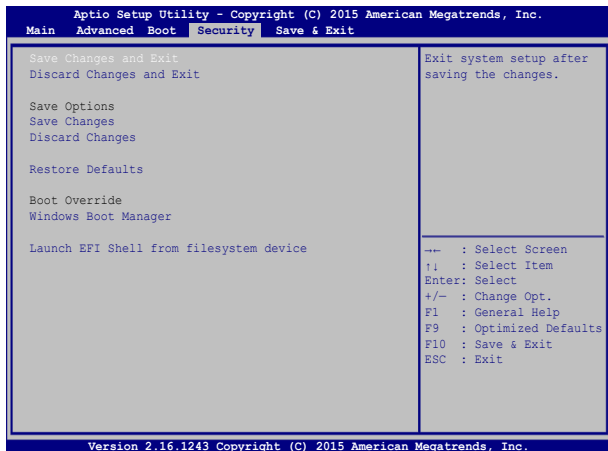 Aptio Setup Utility - Copyright (C) 2015 American Megatrends, Inc.
Main Advanced Boot Security Save & Exit
Save Changes and Exit
Discard Changes and Exit
Save Options
Save Changes
Discard Changes
Restore Defaults
Boot Override
Windows Boot Manager
Launch EFI Shell from filesystem device
Exit system setup after
saving the changes.
→← : Select Screen
↑↓ : Select Item
Enter: Select
+/— : Change Opt.
F1 : General Help
F9 : Optimized Defaults
F10 : Save & Exit
ESC : Exit
Version 2.16.1243 Copyright (C) 2015 American Megatrends, Inc.